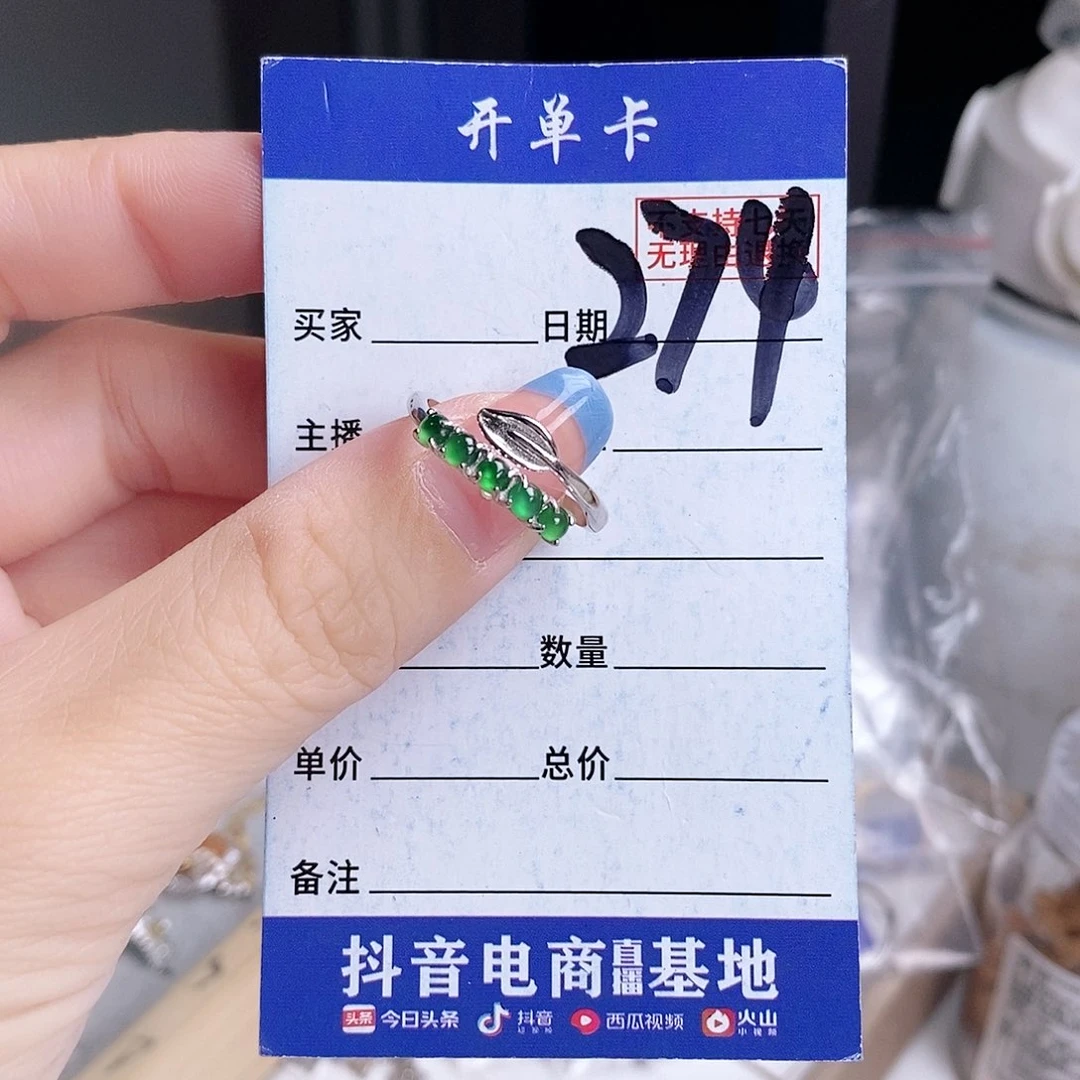 开单卡
不支持七天
无理由退换
274
买家 日期
主播
数量
单价 总价
备注
抖音电商直播基地
头条 今日头条 抖音 西瓜视频 火山